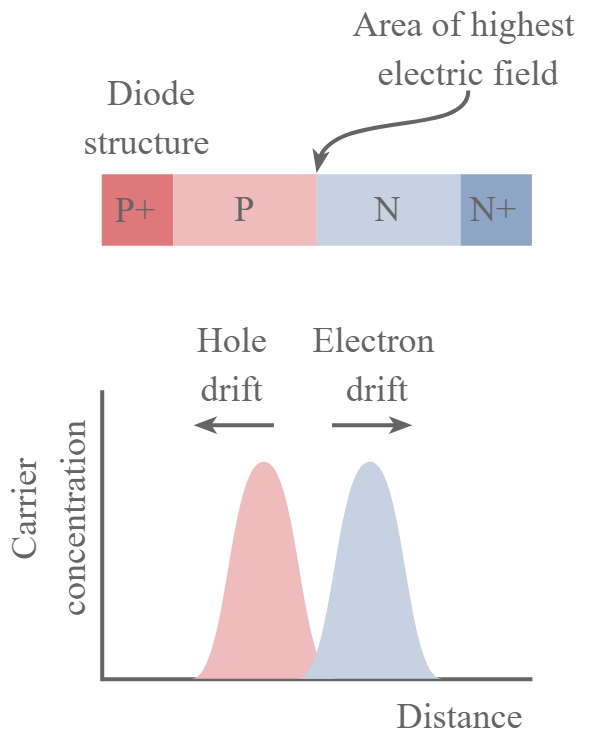 Area of highest
electric field
Diode
structure
P+ P N N+
Hole Electron
drift drift
Carrier
concentration
Distance